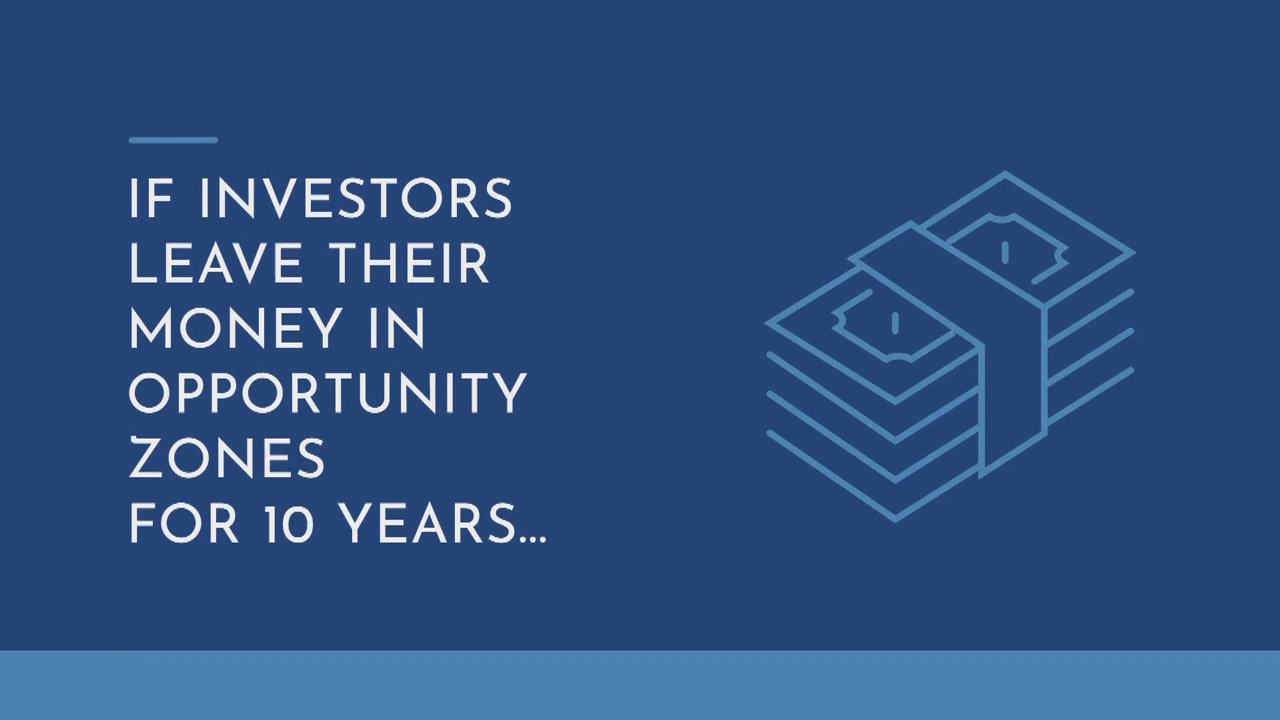 IF INVESTORS
LEAVE THEIR
MONEY IN
OPPORTUNITY
ZONES
FOR 10 YEARS...